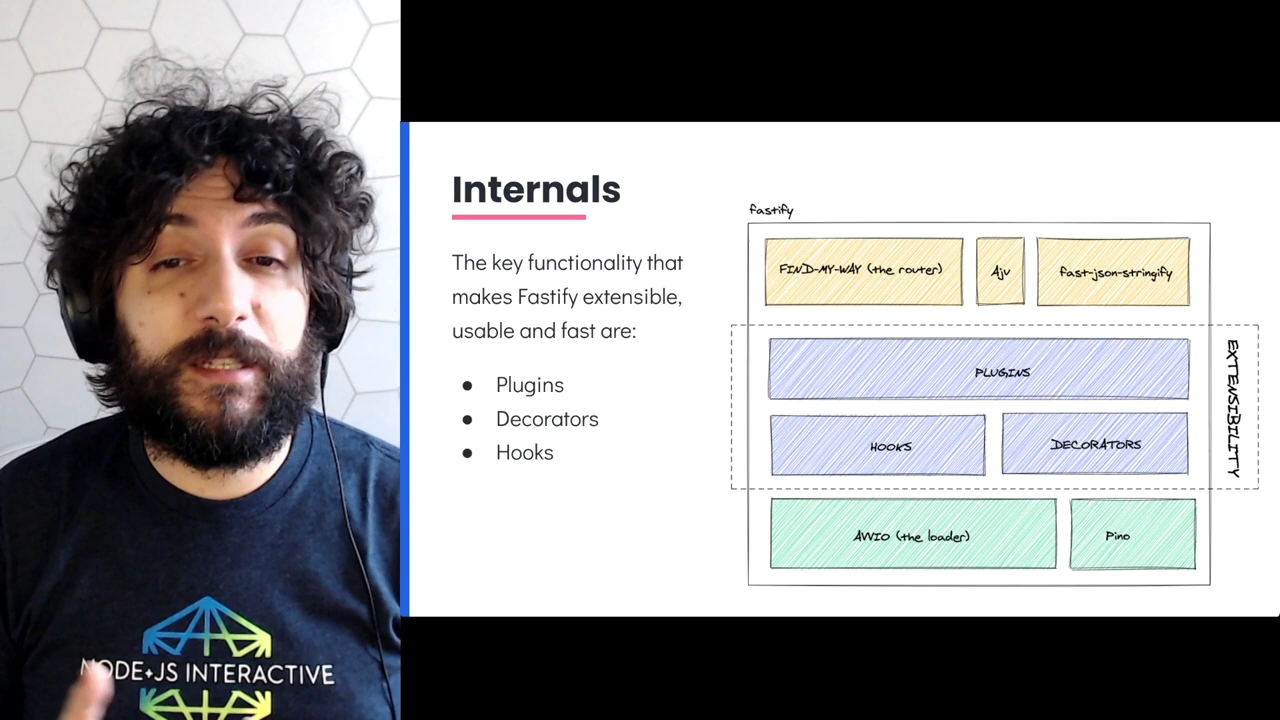 Internals
The key functionality that
makes Fastify extensible,
usable and fast are:
● Plugins
● Decorators
● Hooks
fastify
FIND-MY-WAY (the router)
Ajv
fast-json-stringify
PLUGINS
HOOKS
DECORATORS
EXTENSIBILITY
AVVIO (the loader)
Pino
NODE+JS INTERACTIVE